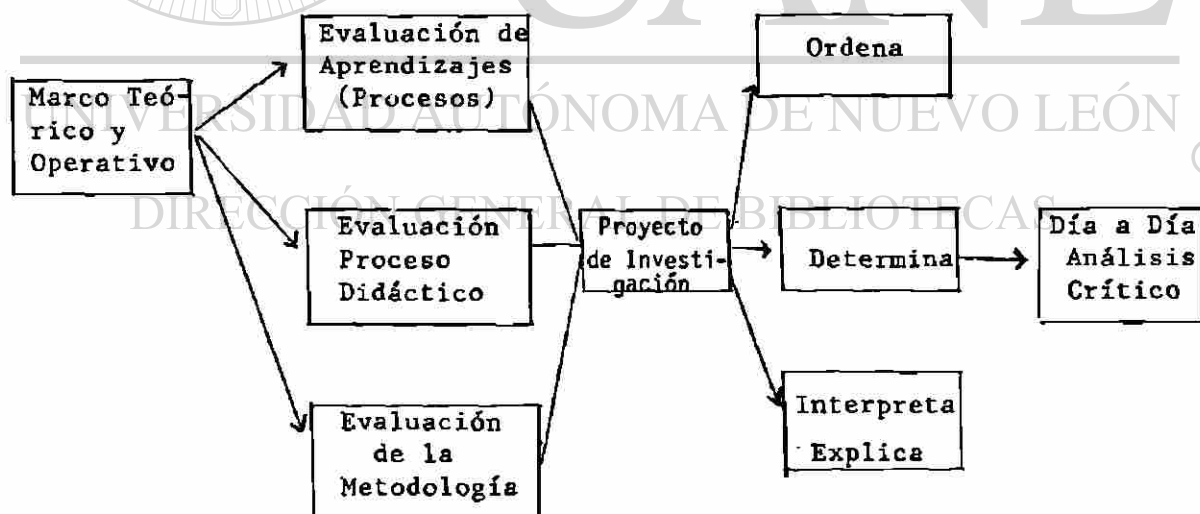 Marco Teó-
rico y
Operativo
Evaluación de
Aprendizajes
(Procesos)
Evaluación
Proceso
Didáctico
Evaluación
de la
Metodología
Proyecto
de Investi-
gación
Ordena
Determina
Interpreta
Explica
Día a Día
Análisis
Crítico
UNIVERSIDAD AUTÓNOMA DE NUEVO LEÓN
DIRECCIÓN GENERAL DE BIBLIOTECAS